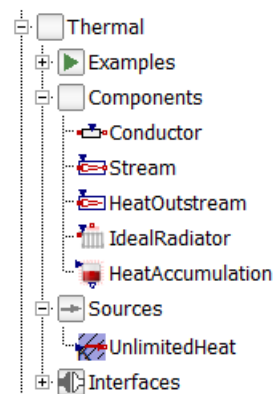 Thermal
Examples
Components
Conductor
Stream
HeatOutstream
IdealRadiator
HeatAccumulation
Sources
UnlimitedHeat
Interfaces